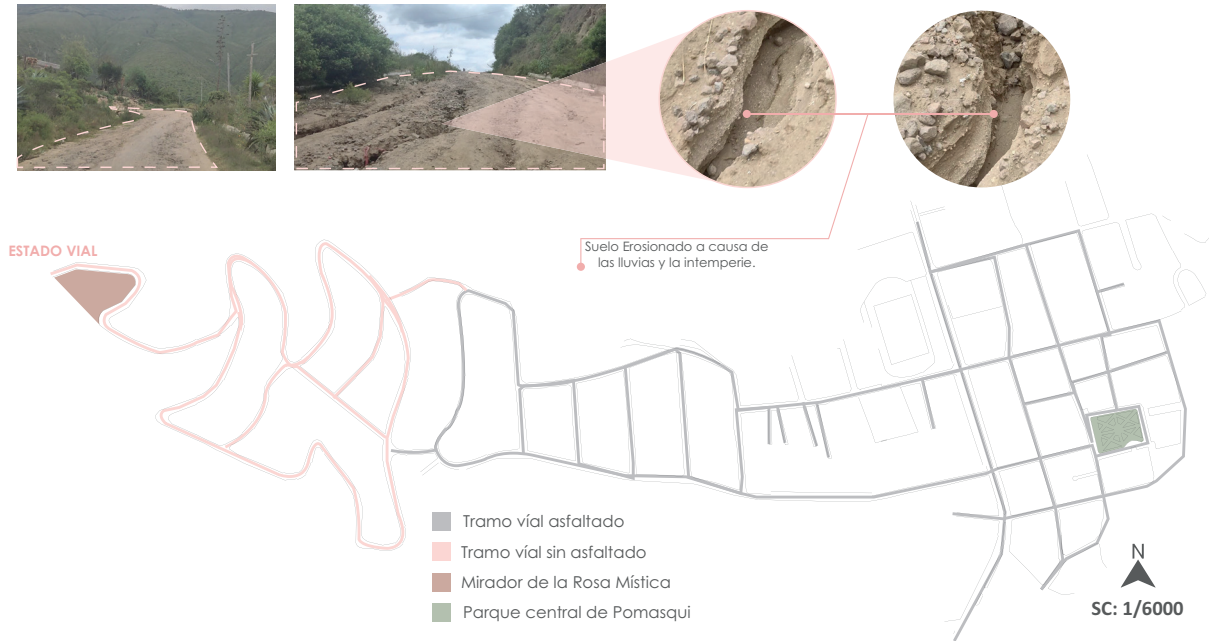 ESTADO VIAL
Suelo Erosionado a causa de
las lluvias y la intemperie.
Tramo víal asfaltado
Tramo víal sin asfaltado
Mirador de la Rosa Mística
Parque central de Pomasqui
N
SC: 1/6000